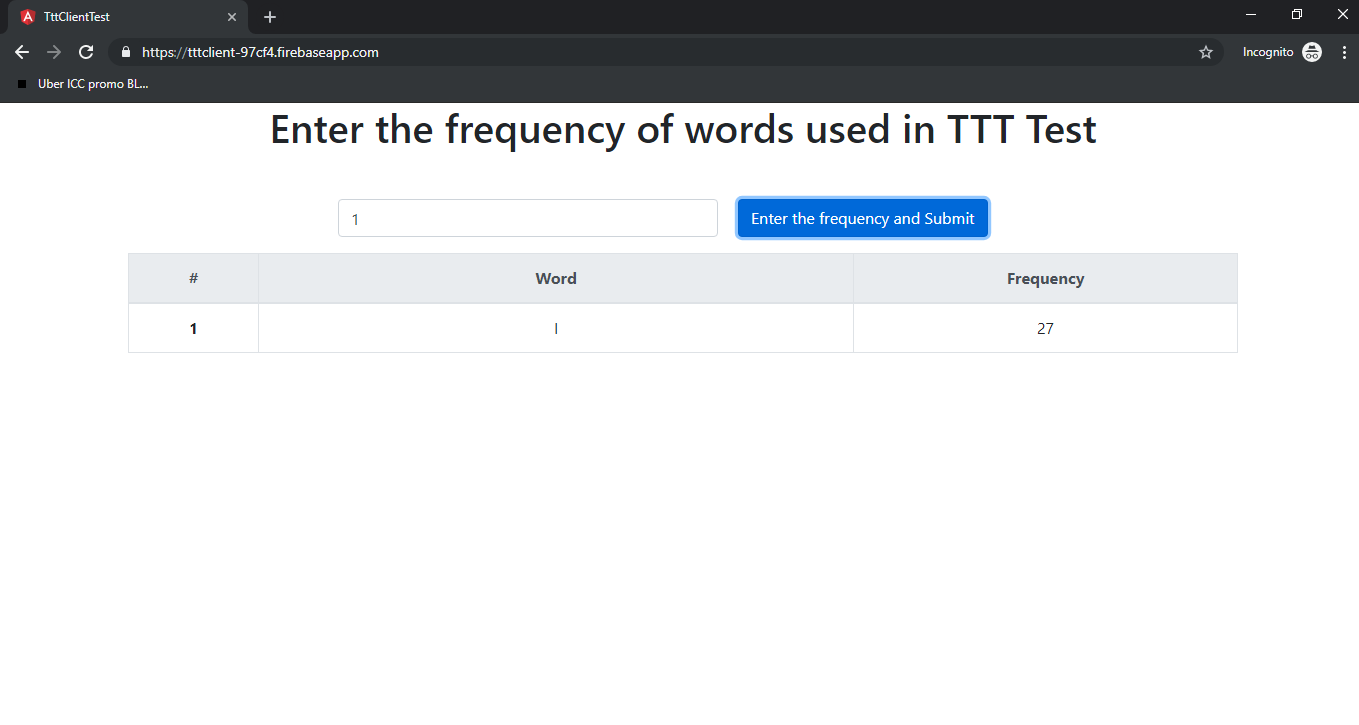 TttClientTest
https://tttclient-97cf4.firebaseapp.com
Incognito
Uber ICC promo BL...
Enter the frequency of words used in TTT Test
1
Enter the frequency and Submit
# Word Frequency
1 I 27